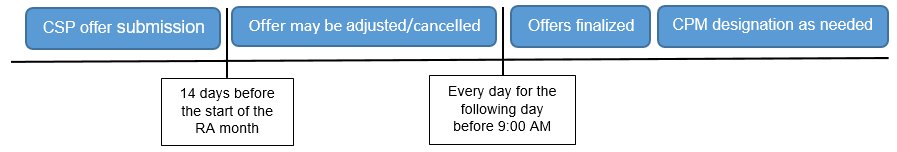 CSP offer submission
Offer may be adjusted/cancelled
Offers finalized
CPM designation as needed
14 days before
the start of the
RA month
Every day for the
following day
before 9:00 AM